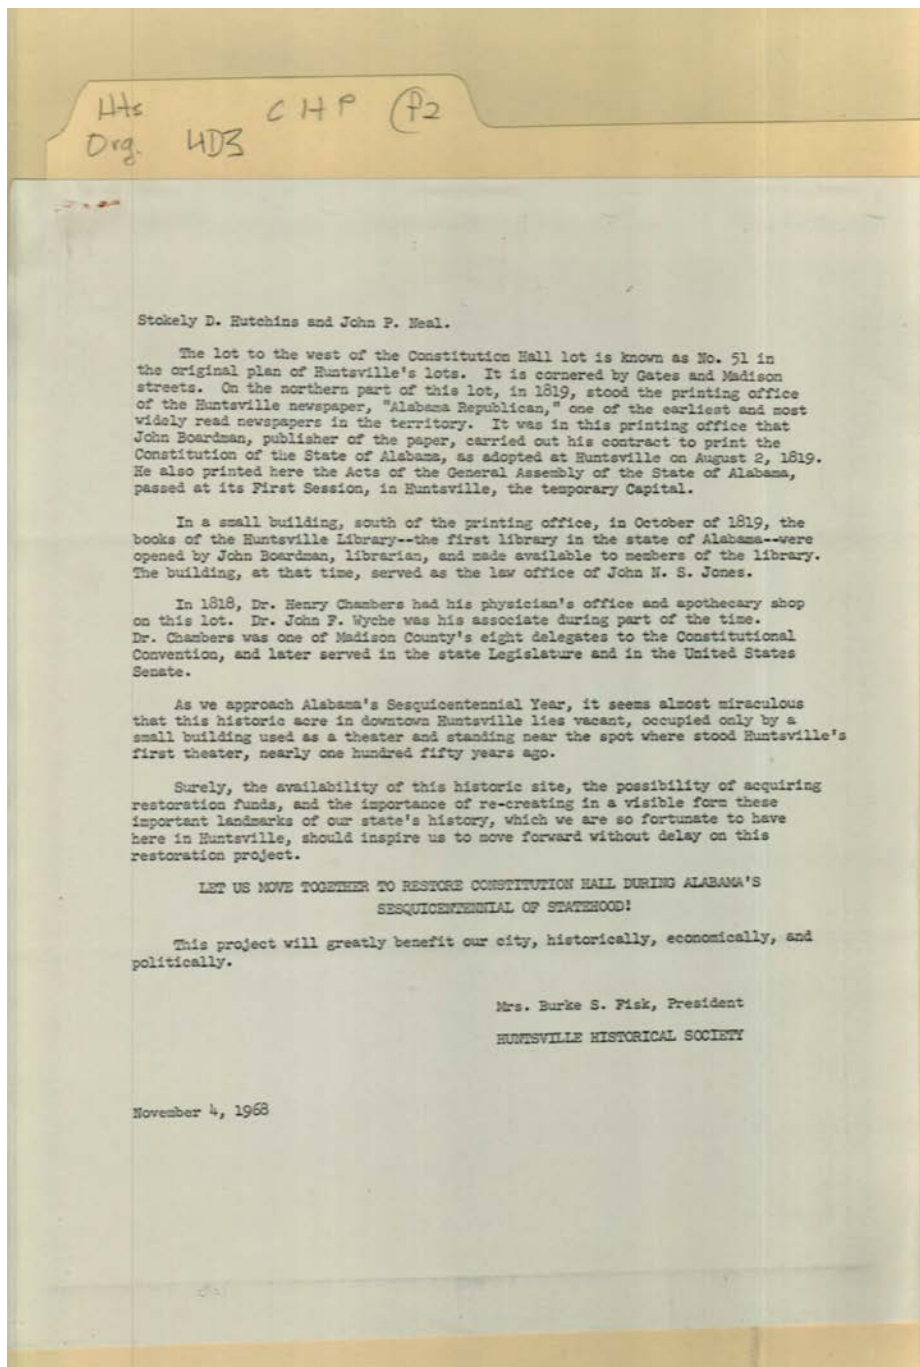 Hts CHP P2
Org. 4D3
Stokely D. Hutchins and John P. Neal.
The lot to the west of the Constitution Hall lot is known as No. 51 in
the original plan of Huntsville's lots. It is cornered by Gates and Madison
streets. On the northern part of this lot, in 1819, stood the printing office
of the Huntsville newspaper, "Alabama Republican," one of the earliest and most
widely read newspapers in the territory. It was in this printing office that
John Boardman, publisher of the paper, carried out his contract to print the
Constitution of the State of Alabama, as adopted at Huntsville on August 2, 1819.
He also printed here the Acts of the General Assembly of the State of Alabama,
passed at its First Session, in Huntsville, the temporary Capital.
In a small building, south of the printing office, in October of 1819, the
books of the Huntsville Library--the first library in the state of Alabama--were
opened by John Boardman, librarian, and made available to members of the library.
The building, at that time, served as the law office of John N. S. Jones.
In 1818, Dr. Henry Chambers had his physician's office and apothecary shop
on this lot. Dr. John F. Wyche was his associate during part of the time.
Dr. Chambers was one of Madison County's eight delegates to the Constitutional
Convention, and later served in the state Legislature and in the United States
Senate.
As we approach Alabama's Sesquicentennial Year, it seems almost miraculous
that this historic acre in downtown Huntsville lies vacant, occupied only by a
small building used as a theater and standing near the spot where stood Huntsville's
first theater, nearly one hundred fifty years ago.
Surely, the availability of this historic site, the possibility of acquiring
restoration funds, and the importance of re-creating in a visible form these
important landmarks of our state's history, which we are so fortunate to have
here in Huntsville, should inspire us to move forward without delay on this
restoration project.
LET US MOVE TOGETHER TO RESTORE CONSTITUTION HALL DURING ALABAMA'S
SESQUICENTENNIAL OF STATEHOOD!
This project will greatly benefit our city, historically, economically, and
politically.
Mrs. Burke S. Fisk, President
HUNTSVILLE HISTORICAL SOCIETY
November 4, 1968